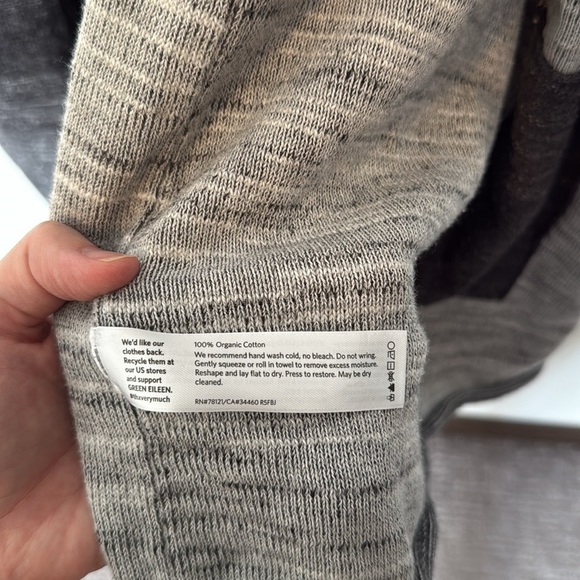 We'd like our
clothes back.
Recycle them at
our US stores
and support
GREEN EILEEN.
#thxverymuch
100% Organic Cotton
We recommend hand wash cold, no bleach. Do not wring.
Gently squeeze or roll in towel to remove excess moisture.
Reshape and lay flat to dry. Press to restore. May be dry
cleaned.
RN#78121/CA#34460 RSFBJ